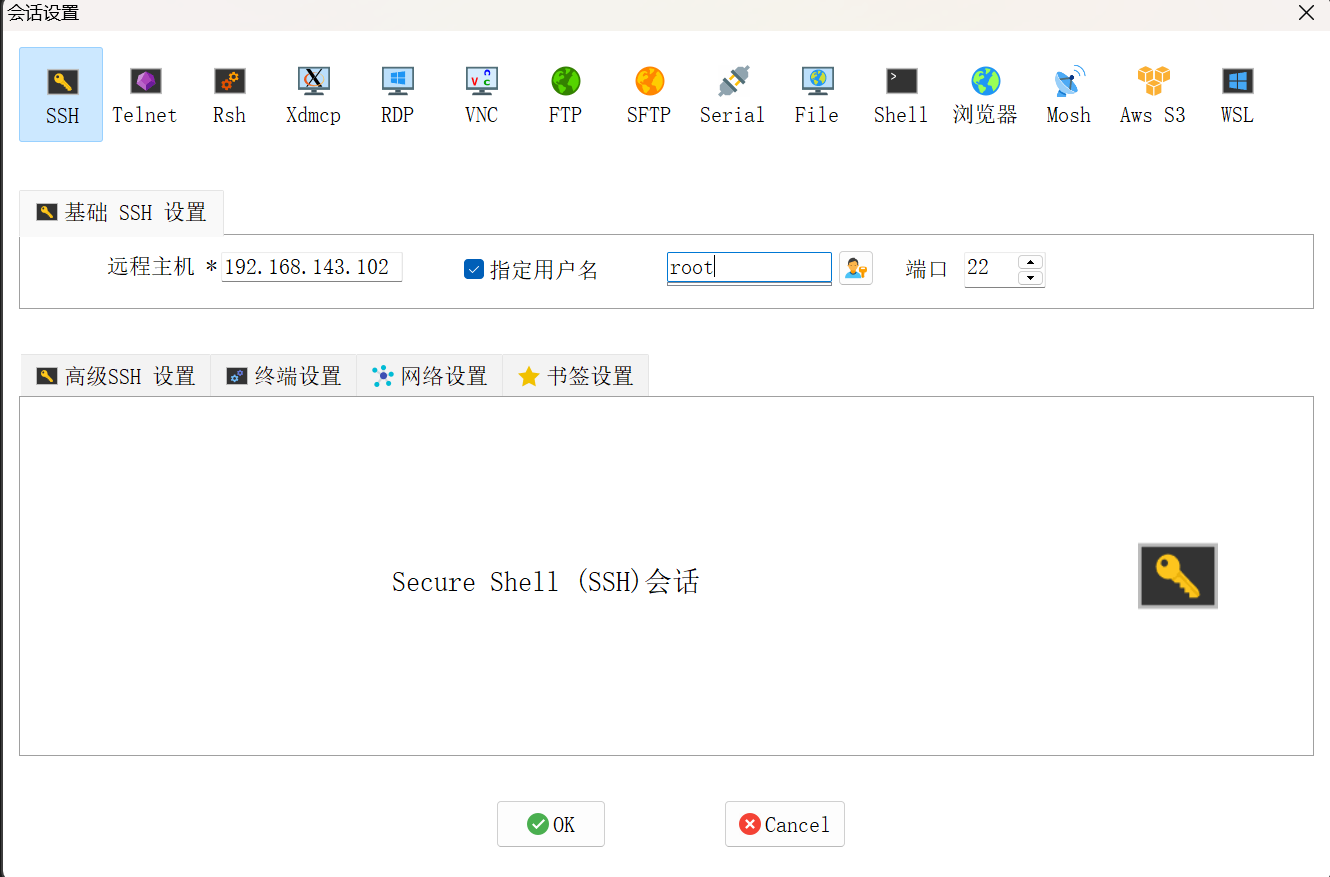 会话设置
SSH Telnet Rsh Xdmcp RDP VNC FTP SFTP Serial File Shell 浏览器 Mosh Aws S3 WSL
基础 SSH 设置
远程主机 * 192.168.143.102 指定用户名 root 端口 22
高级SSH 设置 终端设置 网络设置 书签设置
Secure Shell (SSH)会话
OK Cancel